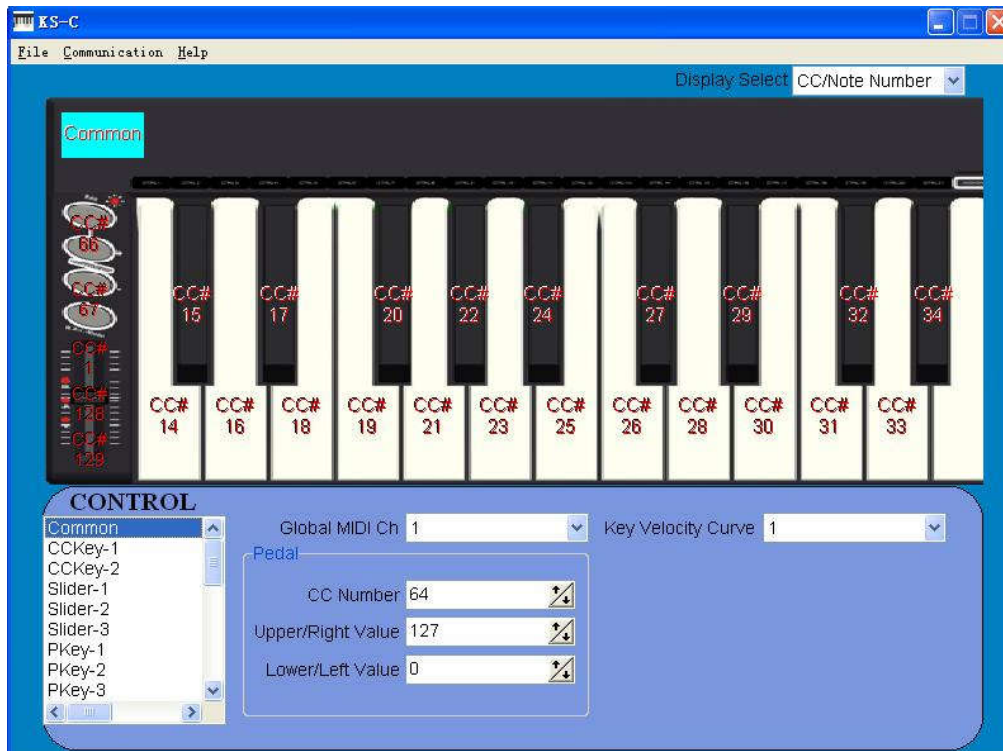 KS-C
File Communication Help
Display Select CC/Note Number
Common
CC#
66
CC#
67
CC#
1
CC#
128
CC#
129
CC#
15
CC#
17
CC#
20
CC#
22
CC#
24
CC#
27
CC#
29
CC#
32
CC#
34
CC#
14
CC#
16
CC#
18
CC#
19
CC#
21
CC#
23
CC#
25
CC#
26
CC#
28
CC#
30
CC#
31
CC#
33
CONTROL
Common
CCKey-1
CCKey-2
Slider-1
Slider-2
Slider-3
PKey-1
PKey-2
PKey-3
Global MIDI Ch 1
Key Velocity Curve 1
Pedal
CC Number 64
Upper/Right Value 127
Lower/Left Value 0